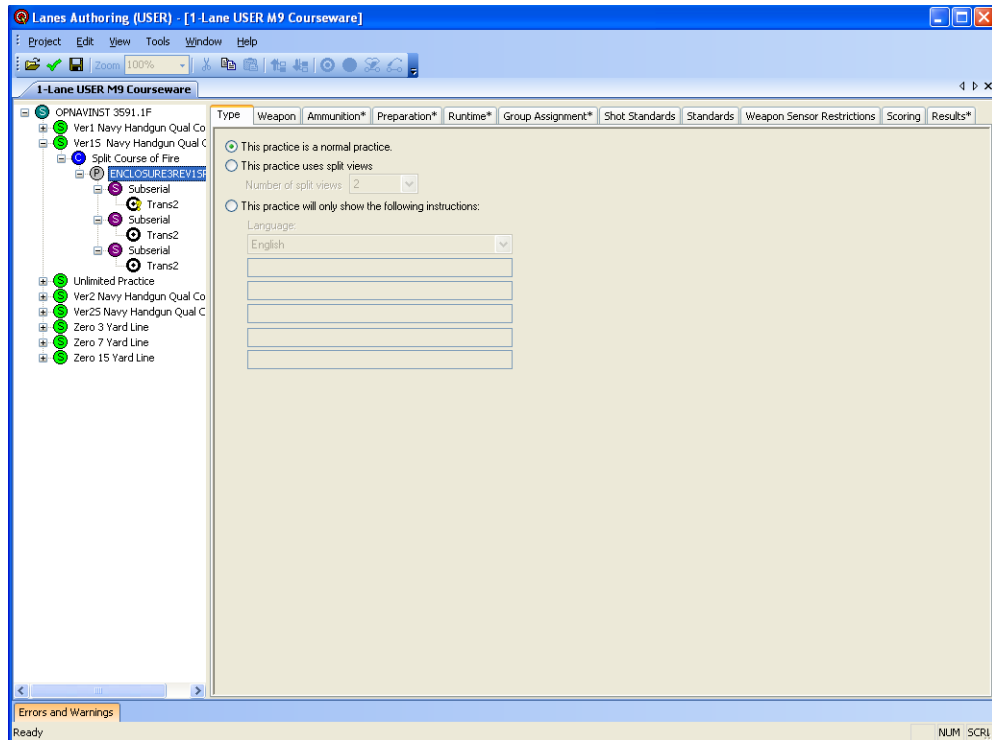 Lanes Authoring (USER) - [1-Lane USER M9 Courseware]
Project Edit View Tools Window Help
Zoom 100%
1-Lane USER M9 Courseware
OPNAVINST 3591.1F
Ver1 Navy Handgun Qual Co
Ver1S Navy Handgun Qual C
Split Course of Fire
ENCLOSURE3REV1SF
Subserial
Trans2
Subserial
Trans2
Subserial
Trans2
Unlimited Practice
Ver2 Navy Handgun Qual Co
Ver2S Navy Handgun Qual C
Zero 3 Yard Line
Zero 7 Yard Line
Zero 15 Yard Line
Type Weapon Ammunition* Preparation* Runtime* Group Assignment* Shot Standards Standards Weapon Sensor Restrictions Scoring Results*
This practice is a normal practice.
This practice uses split views
Number of split views 2
This practice will only show the following instructions:
Language:
English
Errors and Warnings
Ready NUM SCRL